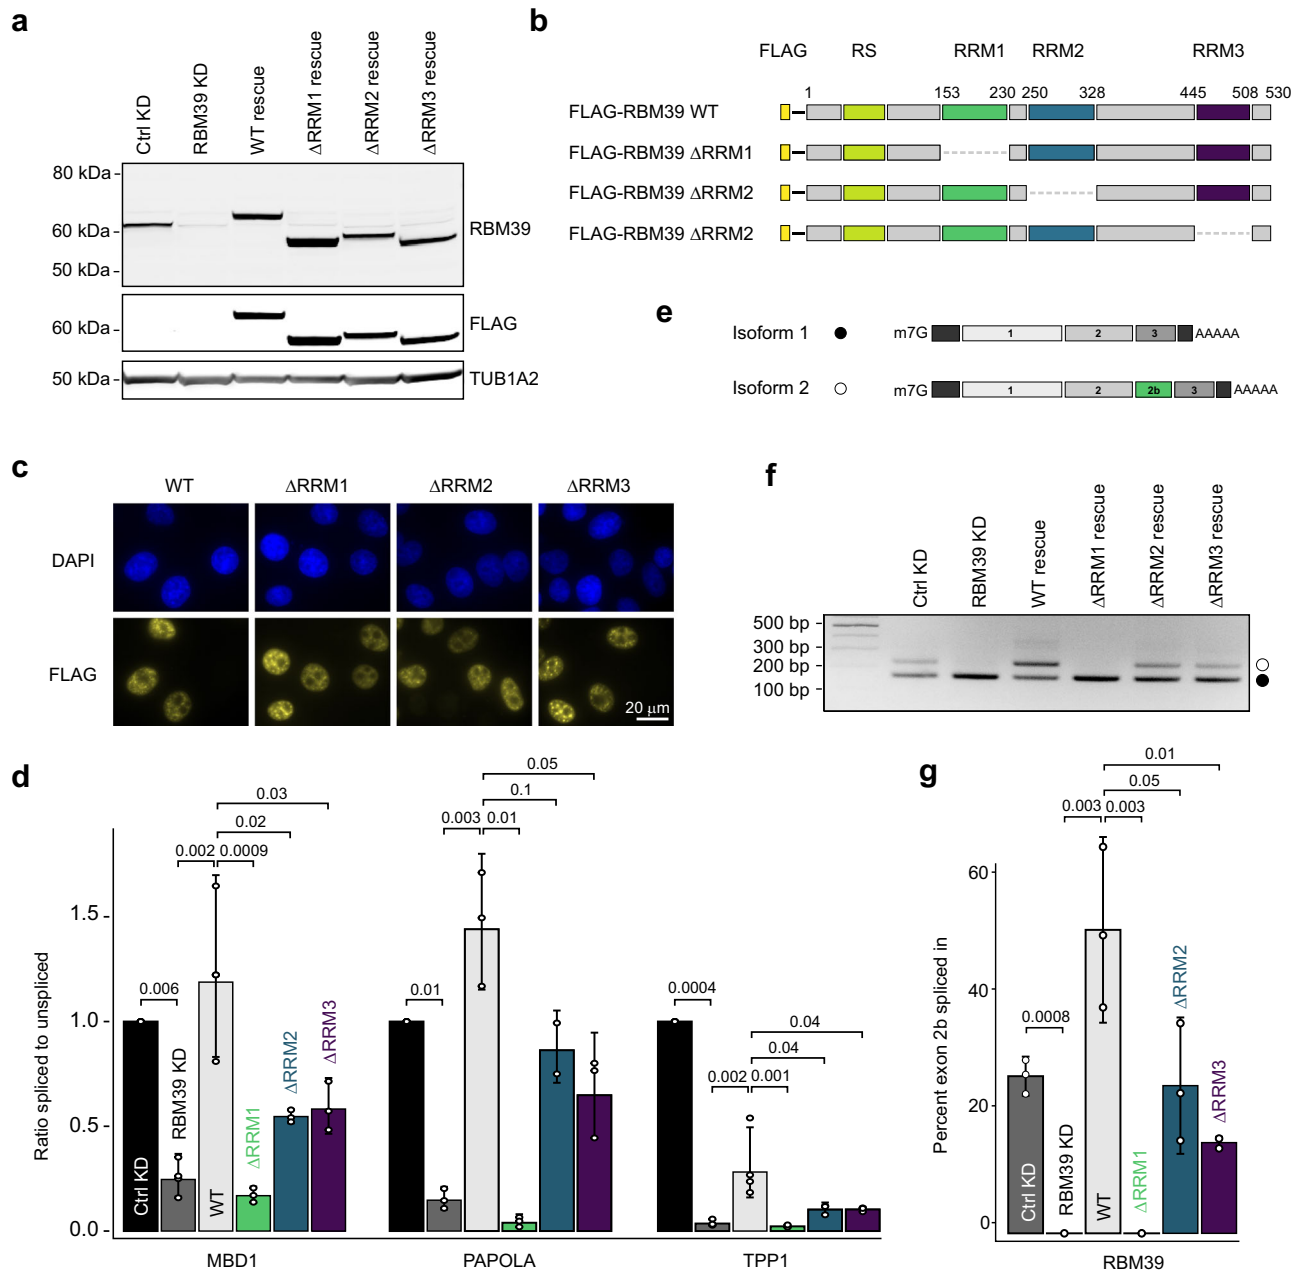 a
Ctrl KD
RBM39 KD
WT rescue
ΔRRM1 rescue
ΔRRM2 rescue
ΔRRM3 rescue
80 kDa
60 kDa
50 kDa
RBM39
60 kDa
FLAG
50 kDa
TUB1A2
b
FLAG RS RRM1 RRM2 RRM3
1 153 230 250 328 445 508 530
FLAG-RBM39 WT
FLAG-RBM39 ΔRRM1
FLAG-RBM39 ΔRRM2
FLAG-RBM39 ΔRRM2
e
Isoform 1 m7G 1 2 3 AAAAA
Isoform 2 m7G 1 2 2b 3 AAAAA
c
WT ΔRRM1 ΔRRM2 ΔRRM3
DAPI
FLAG
20 μm
f
Ctrl KD
RBM39 KD
WT rescue
ΔRRM1 rescue
ΔRRM2 rescue
ΔRRM3 rescue
500 bp
300 bp
200 bp
100 bp
d
Ratio spliced to unspliced
1.5
1.0
0.5
0.0
0.03
0.02
0.002 0.0009
0.006
Ctrl KD
RBM39 KD
WT
ΔRRM1
ΔRRM2
ΔRRM3
MBD1
0.05
0.1
0.003 0.01
0.01
PAPOLA
0.0004
0.04
0.04
0.002 0.001
TPP1
g
Percent exon 2b spliced in
60
40
20
0
0.01
0.05
0.003 0.003
0.0008
Ctrl KD
RBM39 KD
WT
ΔRRM1
ΔRRM2
ΔRRM3
RBM39